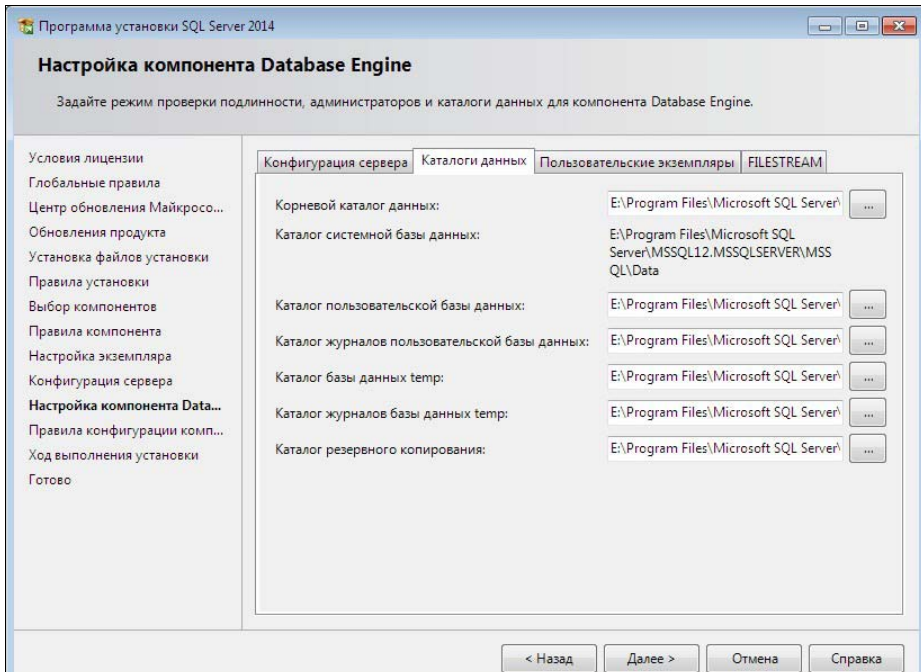 Программа установки SQL Server 2014
Настройка компонента Database Engine
Задайте режим проверки подлинности, администраторов и каталоги данных для компонента Database Engine.
Условия лицензии
Глобальные правила
Центр обновления Майкросо...
Обновления продукта
Установка файлов установки
Правила установки
Выбор компонентов
Правила компонента
Настройка экземпляра
Конфигурация сервера
Настройка компонента Data...
Правила конфигурации комп...
Ход выполнения установки
Готово
Конфигурация сервера Каталоги данных Пользовательские экземпляры FILESTREAM
Корневой каталог данных: E:\Program Files\Microsoft SQL Server\ ...
Каталог системной базы данных: E:\Program Files\Microsoft SQL
Server\MSSQL12.MSSQLSERVER\MSS
QL\Data
Каталог пользовательской базы данных: E:\Program Files\Microsoft SQL Server\ ...
Каталог журналов пользовательской базы данных: E:\Program Files\Microsoft SQL Server\ ...
Каталог базы данных temp: E:\Program Files\Microsoft SQL Server\ ...
Каталог журналов базы данных temp: E:\Program Files\Microsoft SQL Server\ ...
Каталог резервного копирования: E:\Program Files\Microsoft SQL Server\ ...
< Назад Далее > Отмена Справка